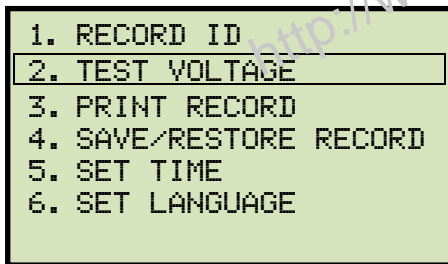 http://w
1. RECORD ID
2. TEST VOLTAGE
3. PRINT RECORD
4. SAVE/RESTORE RECORD
5. SET TIME
6. SET LANGUAGE